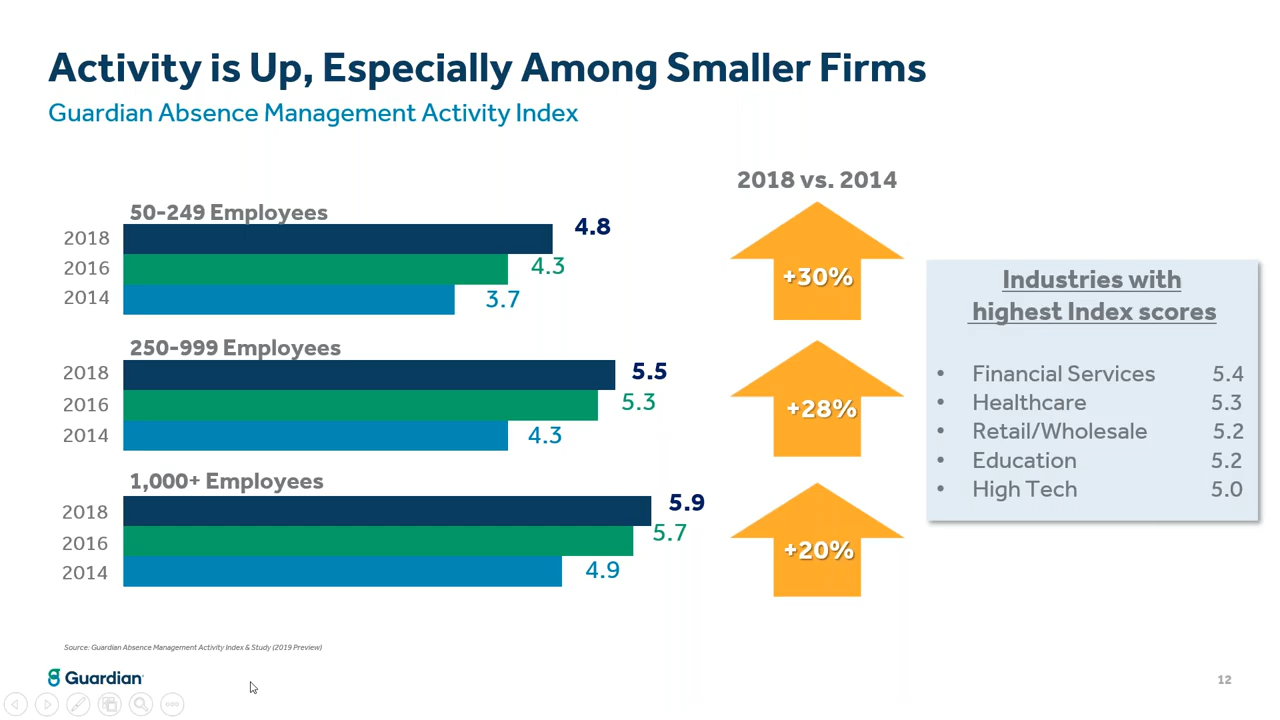 Activity is Up, Especially Among Smaller Firms
Guardian Absence Management Activity Index
2018 vs. 2014
50-249 Employees
2018 4.8
2016 4.3
2014 3.7
+30%
250-999 Employees
2018 5.5
2016 5.3
2014 4.3
+28%
1,000+ Employees
2018 5.9
2016 5.7
2014 4.9
+20%
Industries with
highest Index scores
• Financial Services 5.4
• Healthcare 5.3
• Retail/Wholesale 5.2
• Education 5.2
• High Tech 5.0
Source: Guardian Absence Management Activity Index & Study (2019 Preview)
Guardian
12